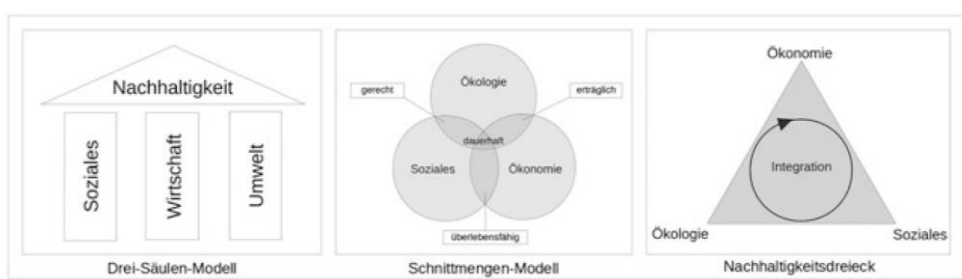 Nachhaltigkeit
Soziales
Wirtschaft
Umwelt
Drei-Säulen-Modell
Ökologie
gerecht
erträglich
dauerhaft
Soziales
Ökonomie
überlebensfähig
Schnittmengen-Modell
Ökonomie
Integration
Ökologie
Soziales
Nachhaltigkeitsdreieck